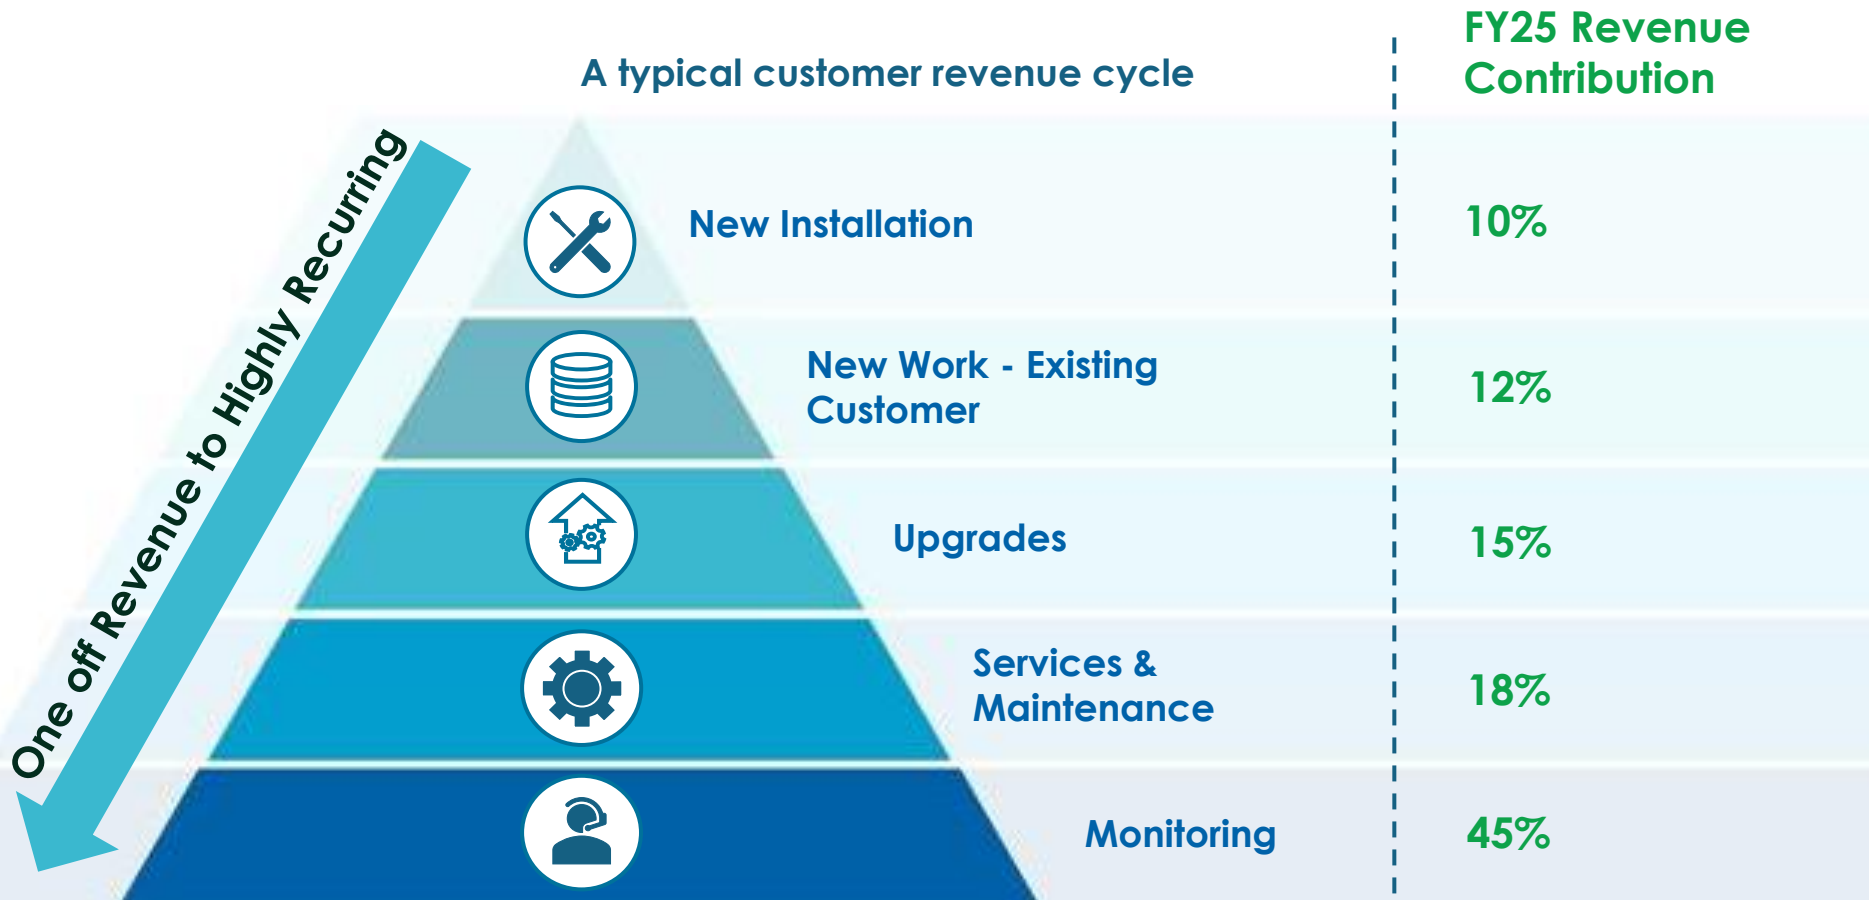 A typical customer revenue cycle
FY25 Revenue
Contribution
One off Revenue to Highly Recurring
New Installation
10%
New Work - Existing
Customer
12%
Upgrades
15%
Services &
Maintenance
18%
Monitoring
45%